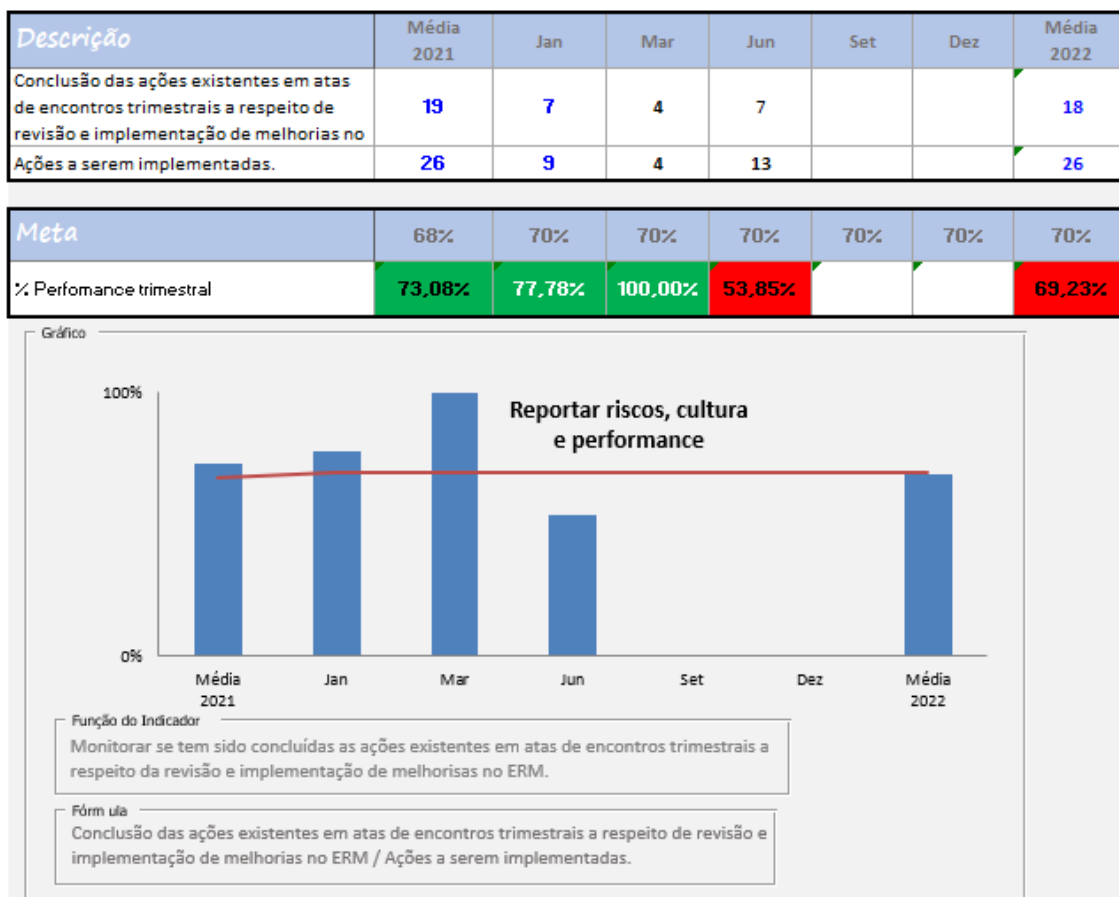 Descrição Média 2021 Jan Mar Jun Set Dez Média 2022
Conclusão das ações existentes em atas
de encontros trimestrais a respeito de
revisão e implementação de melhorias no
19 7 4 7 18
Ações a serem implementadas. 26 9 4 13 26
Meta 68% 70% 70% 70% 70% 70% 70%
% Perfomance trimestral 73,08% 77,78% 100,00% 53,85% 69,23%
Gráfico
100%
Reportar riscos, cultura
e performance
0%
Média 2021 Jan Mar Jun Set Dez Média 2022
Função do Indicador
Monitorar se tem sido concluídas as ações existentes em atas de encontros trimestrais a
respeito da revisão e implementação de melhorisas no ERM.
Fórm ula
Conclusão das ações existentes em atas de encontros trimestrais a respeito de revisão e
implementação de melhorias no ERM / Ações a serem implementadas.